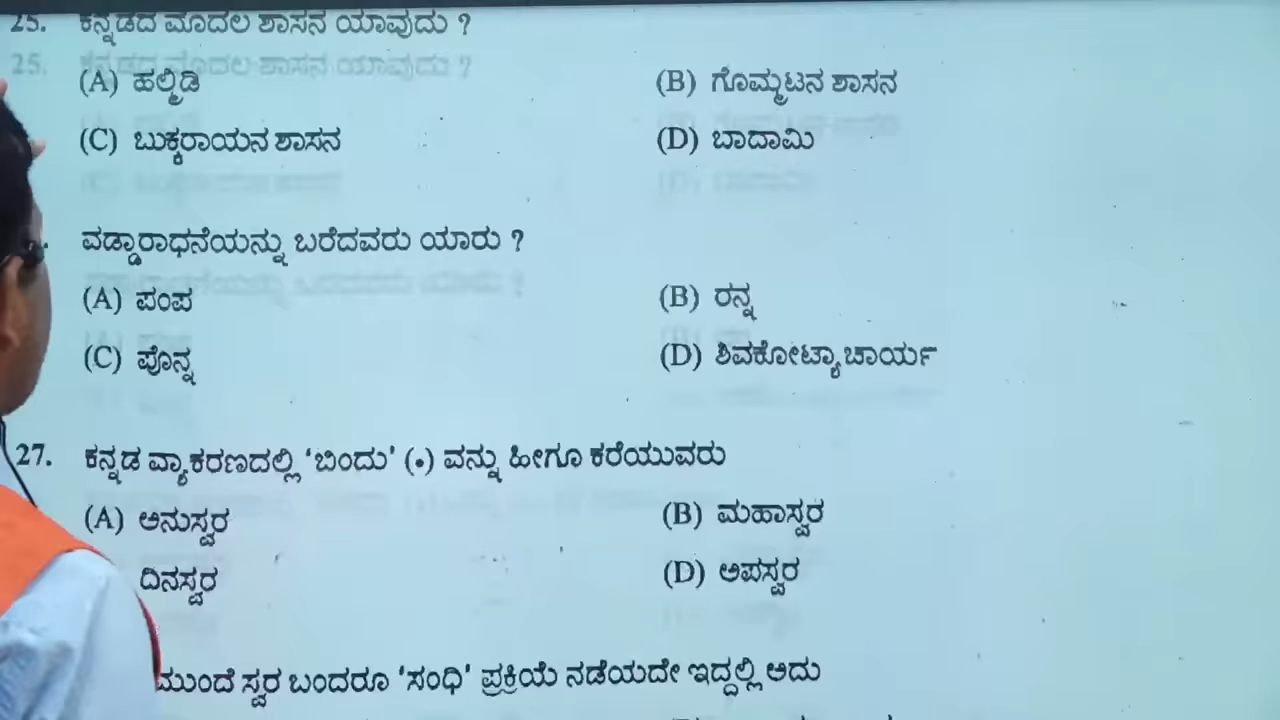 25. ಕನ್ನಡದ ಮೊದಲ ಶಾಸನ ಯಾವುದು ?
(A) ಹಲ್ಮಿಡಿ (B) ಗೊಮ್ಮಟನ ಶಾಸನ
(C) ಬುಕ್ಕರಾಯನ ಶಾಸನ (D) ಬಾದಾಮಿ
ವಡ್ಡಾರಾಧನೆಯನ್ನು ಬರೆದವರು ಯಾರು ?
(A) ಪಂಪ (B) ರನ್ನ
(C) ಪೊನ್ನ (D) ಶಿವಕೋಟ್ಯಾಚಾರ್ಯ
27. ಕನ್ನಡ ವ್ಯಾಕರಣದಲ್ಲಿ ‘ಬಿಂದು’ (•) ವನ್ನು ಹೀಗೂ ಕರೆಯುವರು
(A) ಅನುಸ್ವರ (B) ಮಹಾಸ್ವರ
ದಿನಸ್ವರ (D) ಅಪಸ್ವರ
ಮುಂದೆ ಸ್ವರ ಬಂದರೂ ‘ಸಂಧಿ’ ಪ್ರಕ್ರಿಯೆ ನಡೆಯದೇ ಇದ್ದಲ್ಲಿ ಅದು